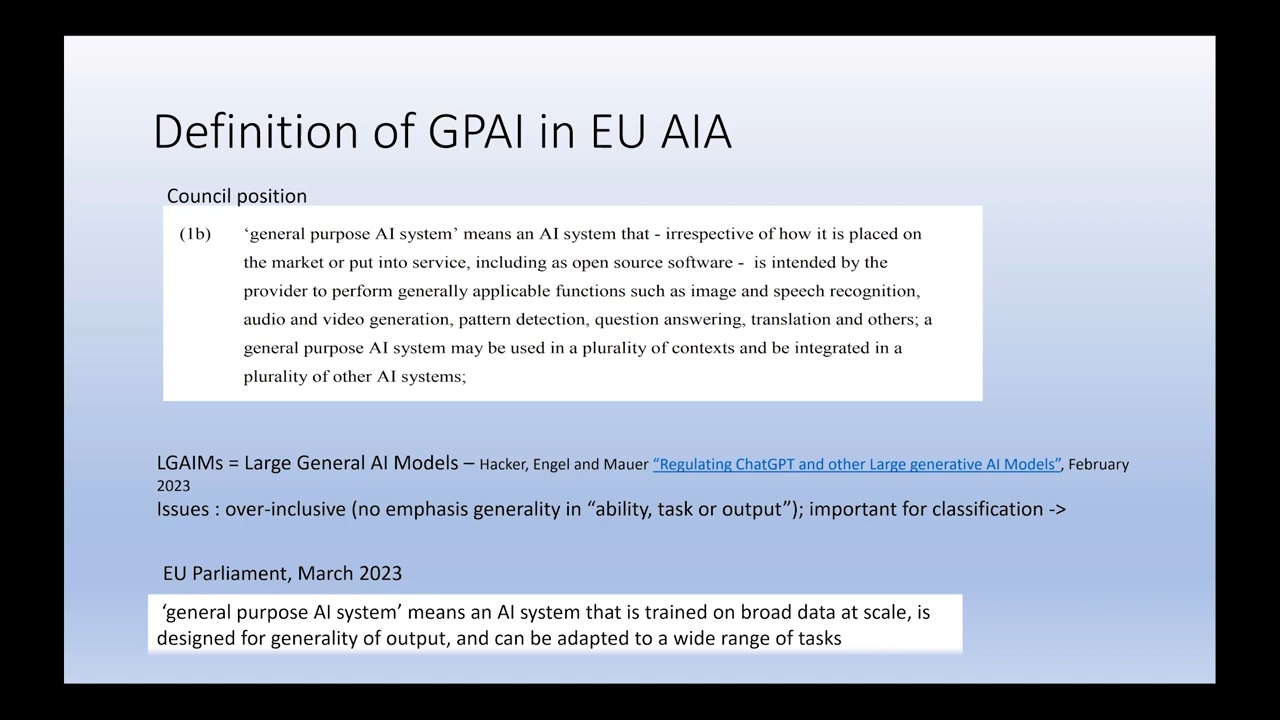 Definition of GPAI in EU AIA
Council position
(1b) ‘general purpose AI system’ means an AI system that - irrespective of how it is placed on
the market or put into service, including as open source software - is intended by the
provider to perform generally applicable functions such as image and speech recognition,
audio and video generation, pattern detection, question answering, translation and others; a
general purpose AI system may be used in a plurality of contexts and be integrated in a
plurality of other AI systems;
LGAIMs = Large General AI Models – Hacker, Engel and Mauer “Regulating ChatGPT and other Large generative AI Models”, February
2023
Issues : over-inclusive (no emphasis generality in “ability, task or output”); important for classification ->
EU Parliament, March 2023
‘general purpose AI system’ means an AI system that is trained on broad data at scale, is
designed for generality of output, and can be adapted to a wide range of tasks